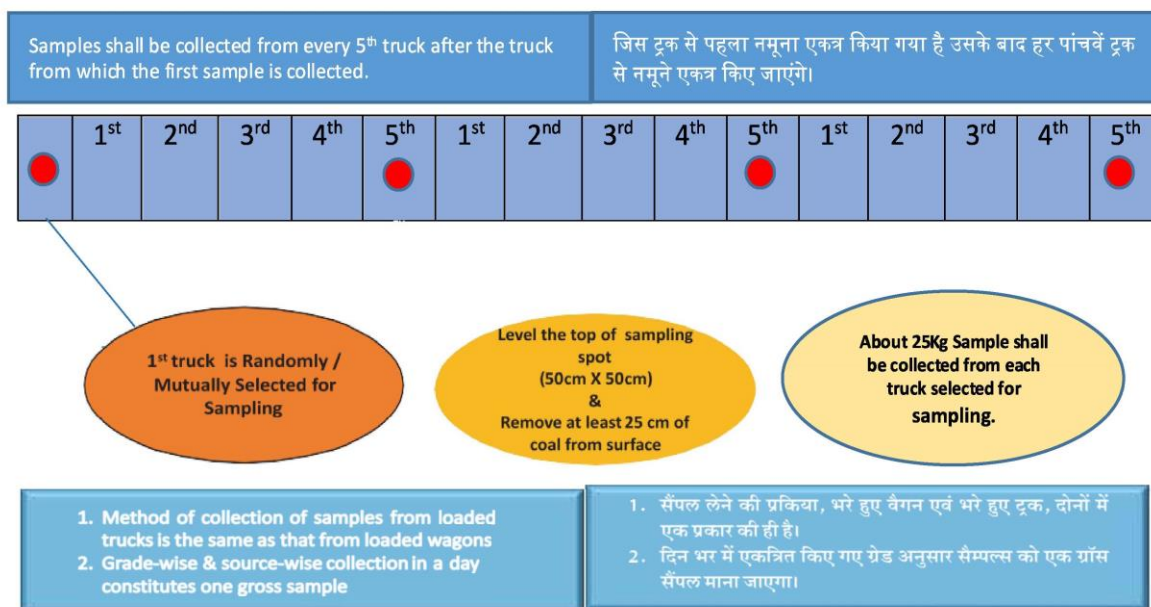 Samples shall be collected from every 5th truck after the truck
from which the first sample is collected.
जिस ट्रक से पहला नमूना एकत्र किया गया है उसके बाद हर पांचवें ट्रक
से नमूने एकत्र किए जाएंगे।
1st 2nd 3rd 4th 5th 1st 2nd 3rd 4th 5th 1st 2nd 3rd 4th 5th
1st truck is Randomly /
Mutually Selected for
Sampling
Level the top of sampling
spot
(50cm X 50cm)
&
Remove at least 25 cm of
coal from surface
About 25Kg Sample shall
be collected from each
truck selected for
sampling.
1. Method of collection of samples from loaded
trucks is the same as that from loaded wagons
2. Grade-wise & source-wise collection in a day
constitutes one gross sample
1. सैंपल लेने की प्रकिया, भरे हुए वैगन एवं भरे हुए ट्रक, दोनों में
एक प्रकार की ही है।
2. दिन भर में एकत्रित किए गए ग्रेड अनुसार सैम्पल्स को एक ग्रॉस
सैंपल माना जाएगा।